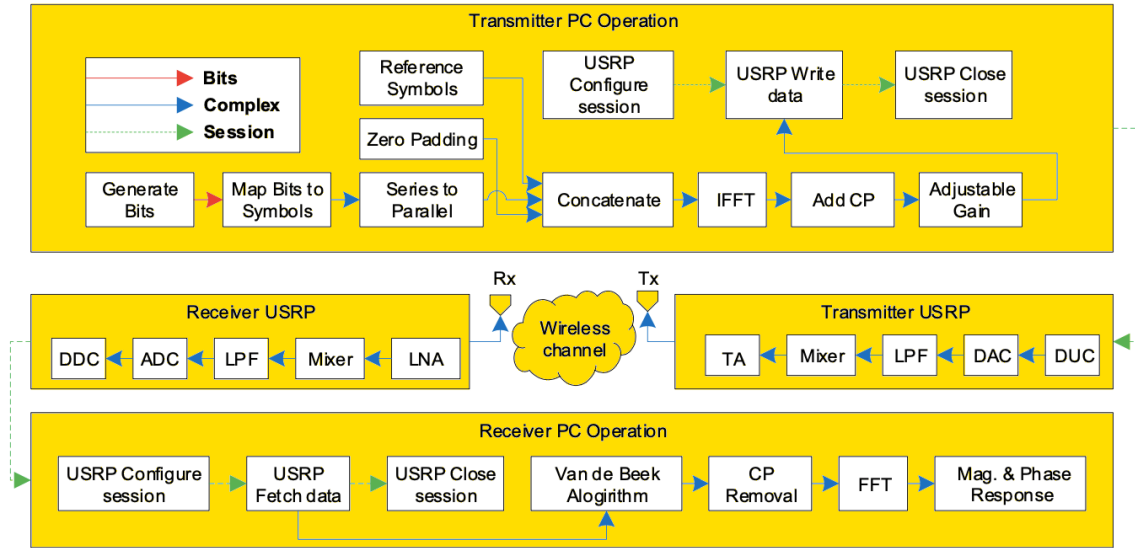 Transmitter PC Operation
Bits
Complex
Session
Reference
Symbols
Zero Padding
USRP
Configure
session
USRP Write
data
USRP Close
session
Generate
Bits
Map Bits to
Symbols
Series to
Parallel
Concatenate
IFFT
Add CP
Adjustable
Gain
Receiver USRP
DDC
ADC
LPF
Mixer
LNA
Rx
Wireless
channel
Tx
Transmitter USRP
TA
Mixer
LPF
DAC
DUC
Receiver PC Operation
USRP Configure
session
USRP
Fetch data
USRP Close
session
Van de Beek
Alogirithm
CP
Removal
FFT
Mag. & Phase
Response